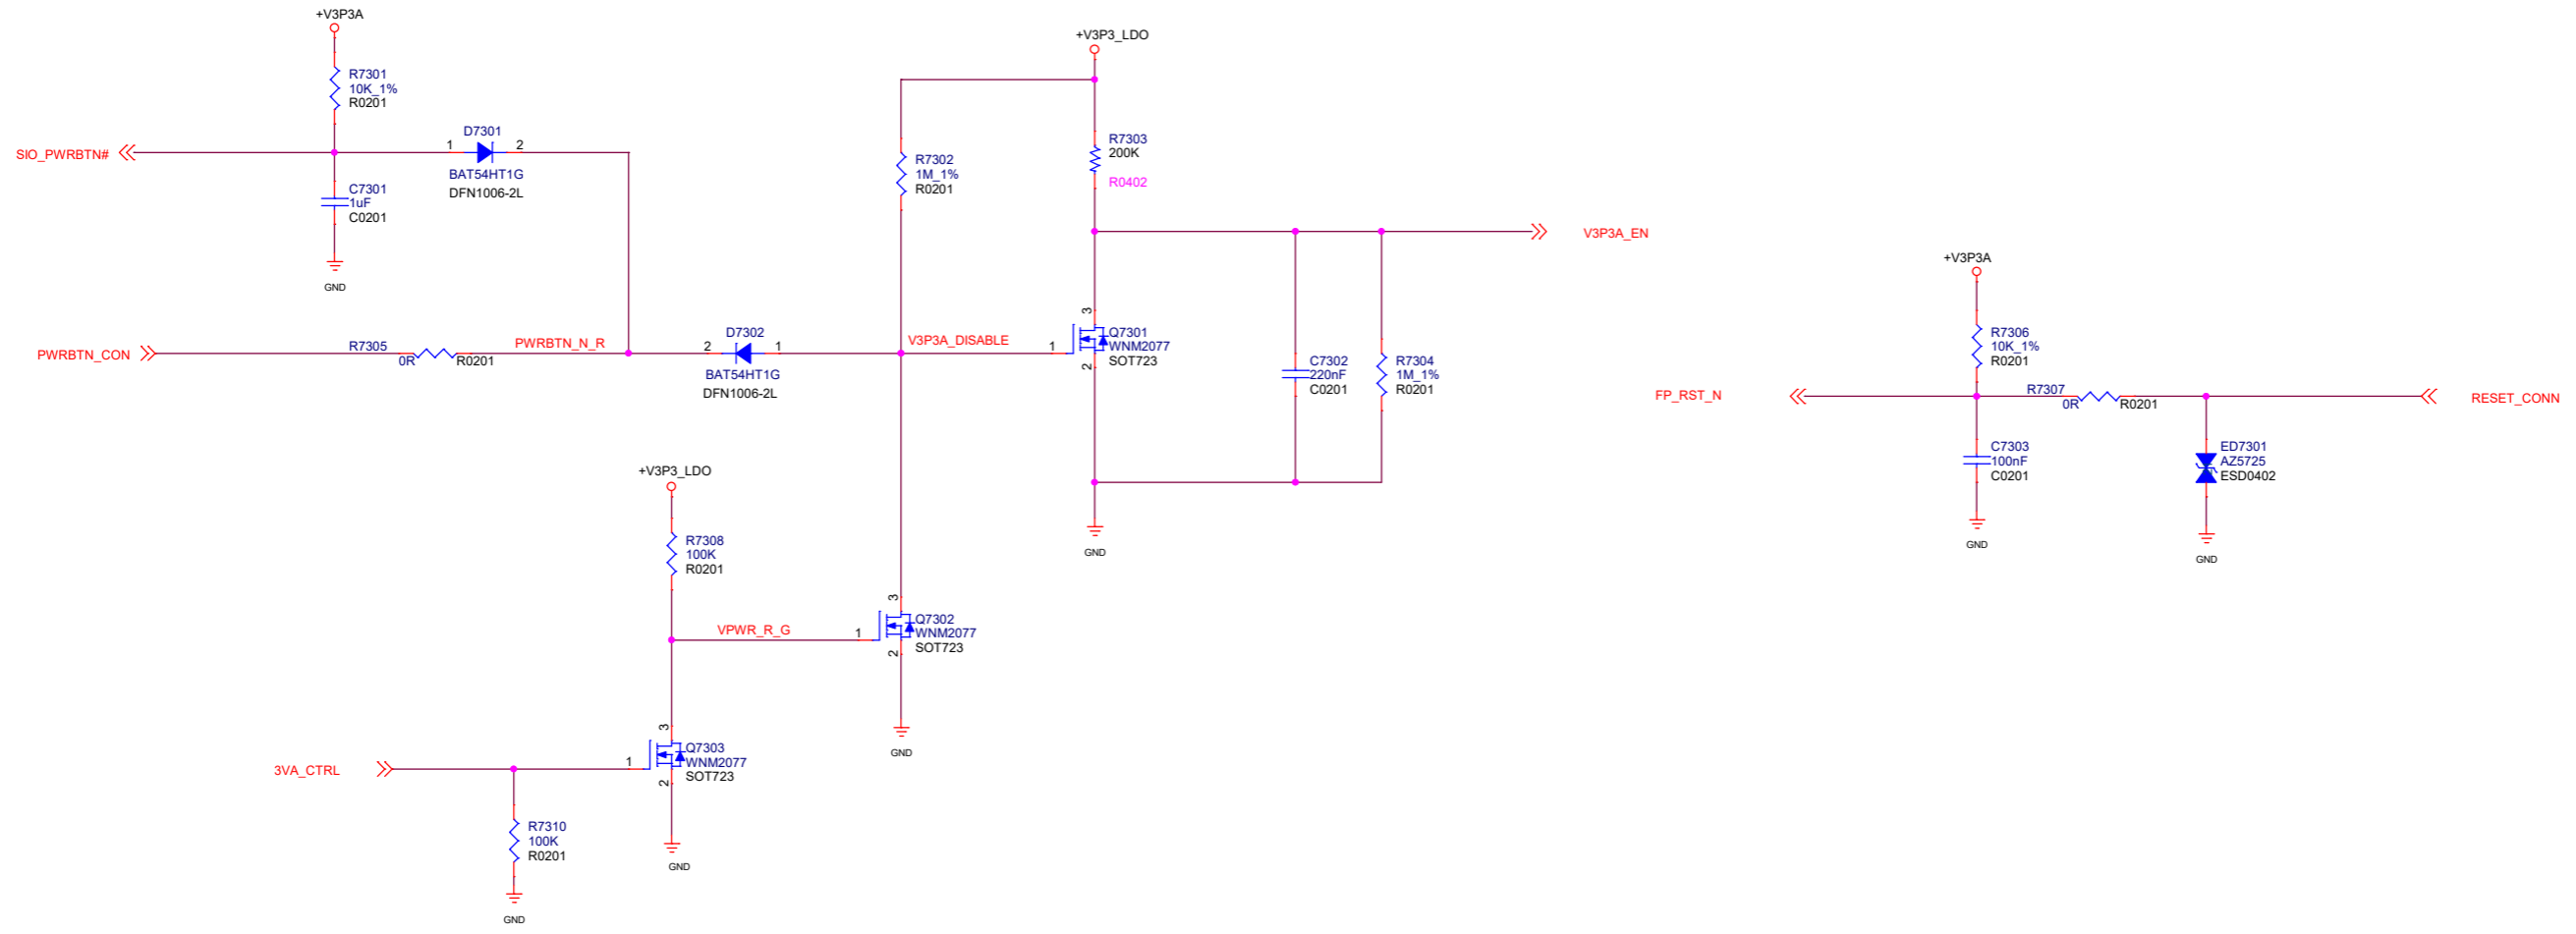 +V3P3A
R7301
10K_1%
R0201
SIO_PWRBTN#
1
D7301
2
BAT54HT1G
DFN1006-2L
C7301
1uF
C0201
GND
PWRBTN_CON
R7305
0R
R0201
PWRBTN_N_R
D7302
2
1
BAT54HT1G
DFN1006-2L
+V3P3_LDO
R7302
1M_1%
R0201
R7303
200K
R0402
V3P3A_EN
V3P3A_DISABLE
1
3
2
Q7301
WNM2077
SOT723
C7302
220nF
C0201
R7304
1M_1%
R0201
GND
+V3P3_LDO
R7308
100K
R0201
VPWR_R_G
1
3
2
Q7302
WNM2077
SOT723
GND
3VA_CTRL
1
3
2
Q7303
WNM2077
SOT723
GND
R7310
100K
R0201
GND
+V3P3A
R7306
10K_1%
R0201
FP_RST_N
R7307
0R
R0201
RESET_CONN
C7303
100nF
C0201
GND
ED7301
AZ5725
ESD0402
GND